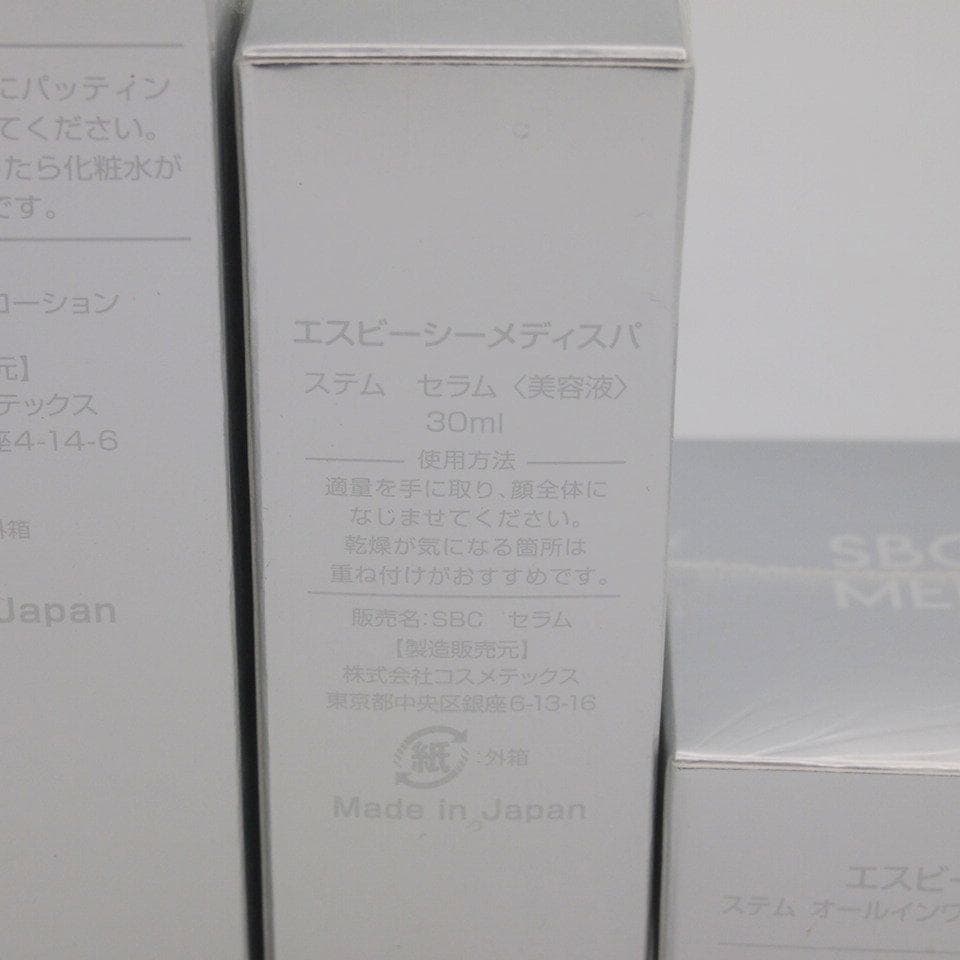 にパッティン
てください。
たら化粧水が
です。
ローション
元】
テックス
座4-14-6
外箱
Japan
エスビーシーメディスパ
ステム　セラム〈美容液〉
30ml
使用方法
適量を手に取り、顔全体に
なじませてください。
乾燥が気になる箇所は
重ね付けがおすすめです。
販売名：SBC　セラム
【製造販売元】
株式会社コスメテックス
東京都中央区銀座6-13-16
紙：外箱
Made in Japan
SBC
ME
エスビー
ステム オールインワ